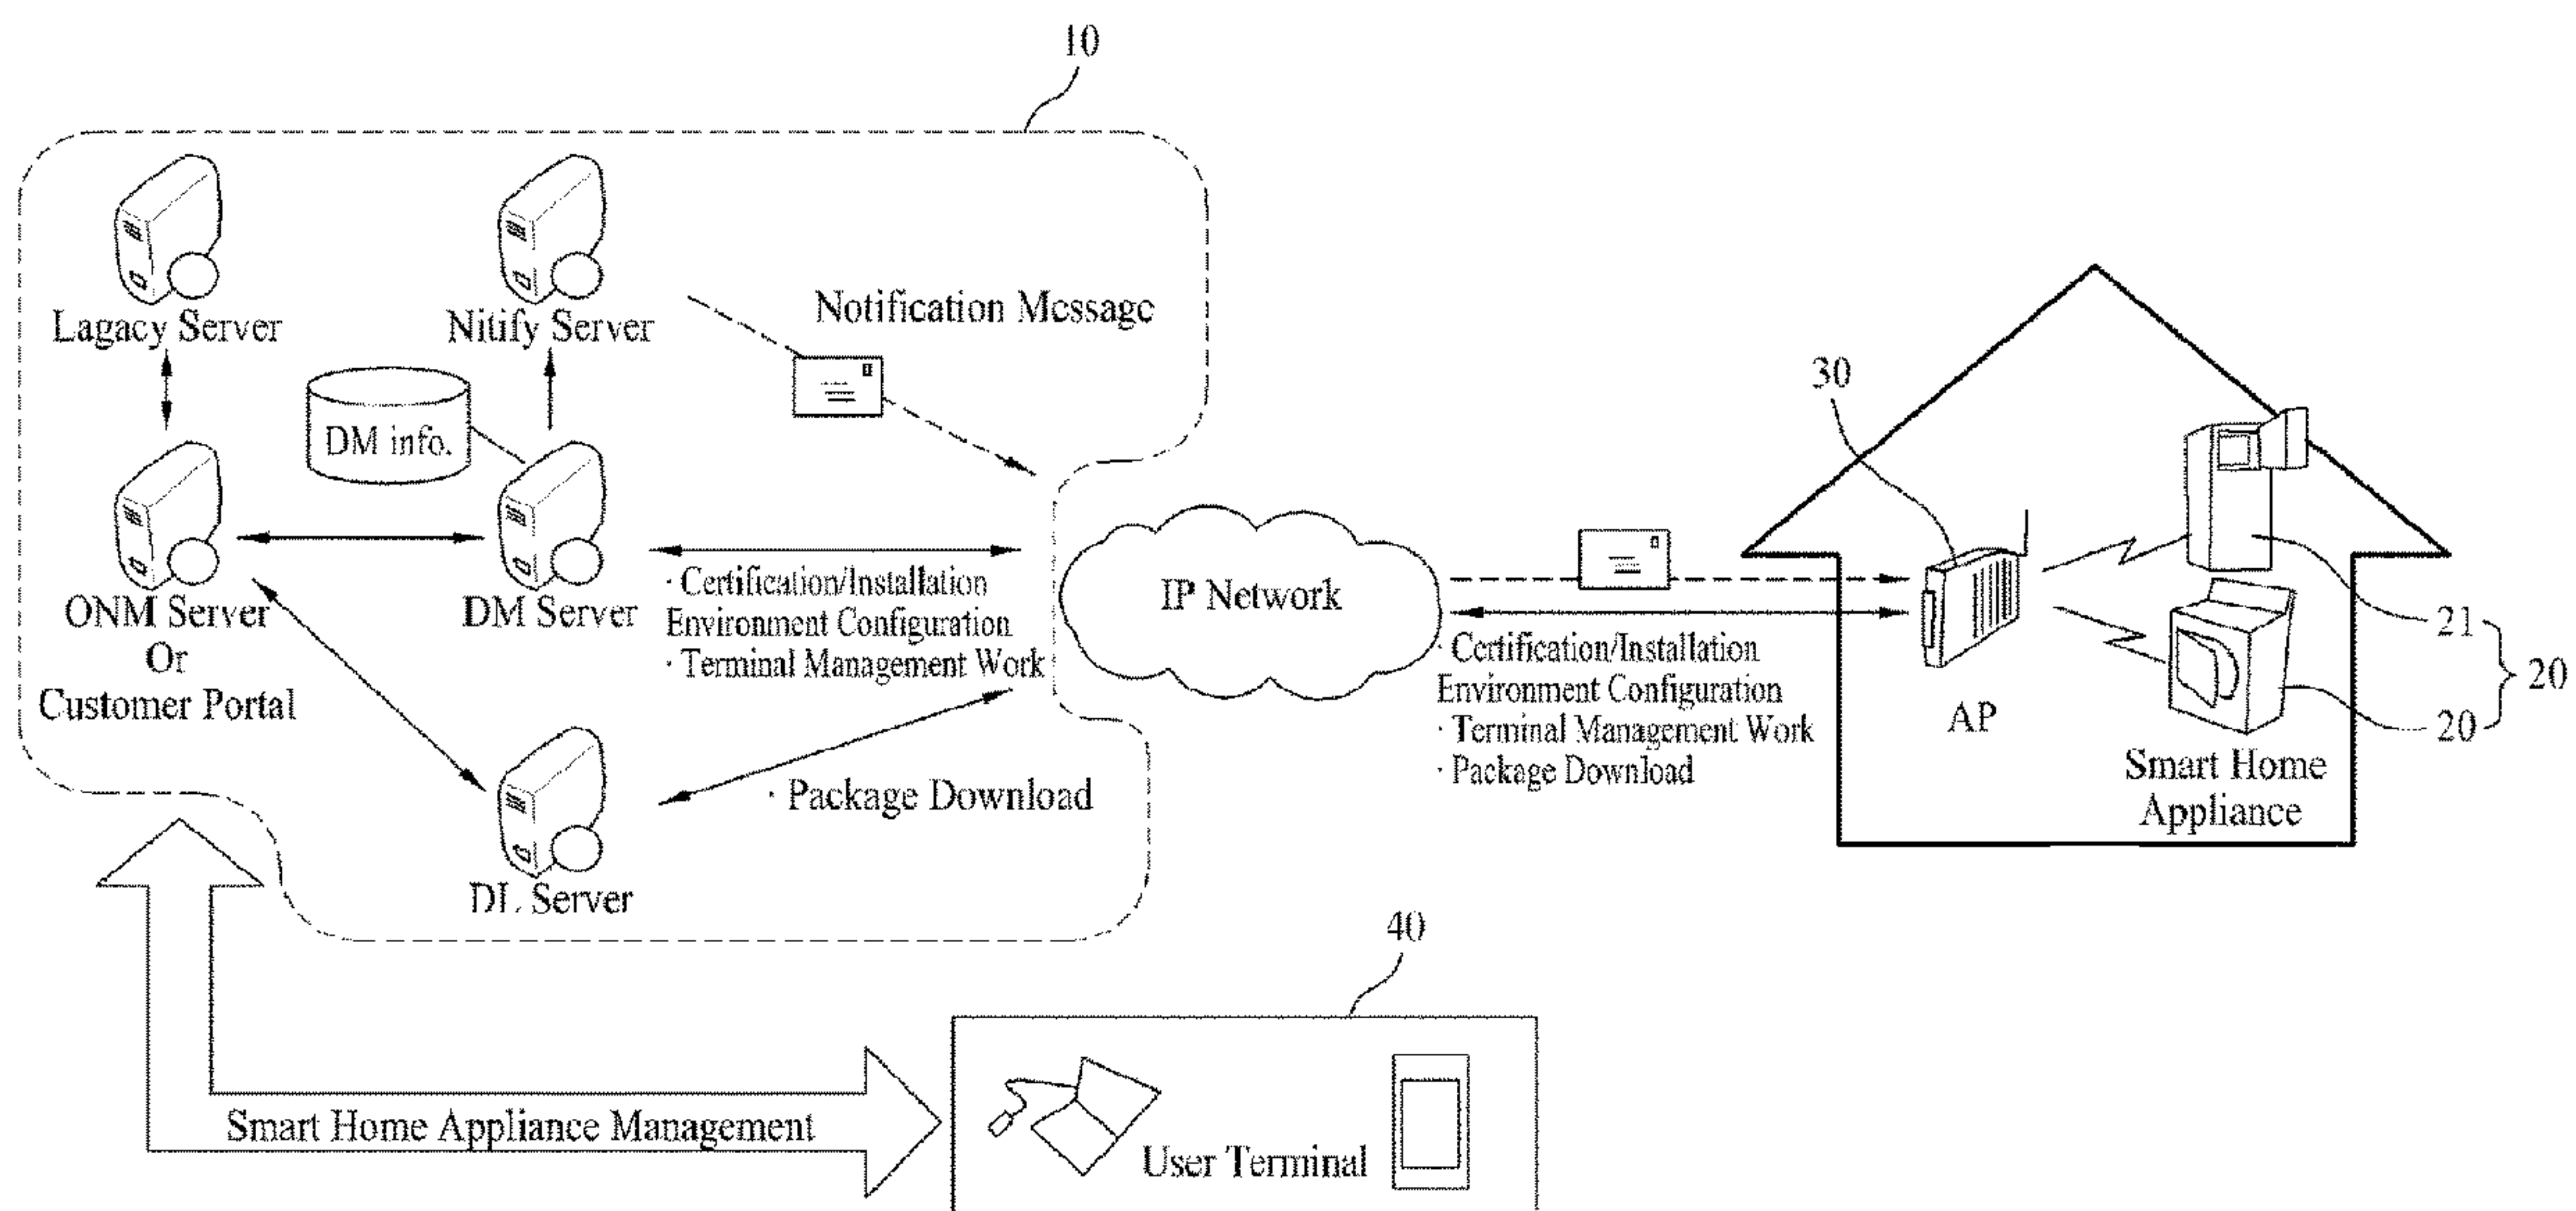 10
Lagacy Server
Nitify Server
Notification Message
DM info.
ONM Server
Or
Customer Portal
DM Server
· Certification/Installation
Environment Configuration
· Terminal Management Work
DL Server
· Package Download
IP Network
· Certification/Installation
Environment Configuration
· Terminal Management Work
· Package Download
30
AP
21
20
20
Smart Home
Appliance
Smart Home Appliance Management
40
User Terminal